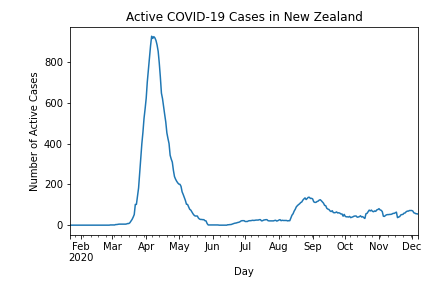 Active COVID-19 Cases in New Zealand
Number of Active Cases
800
600
400
200
0
Feb Mar Apr May Jun Jul Aug Sep Oct Nov Dec
2020
Day